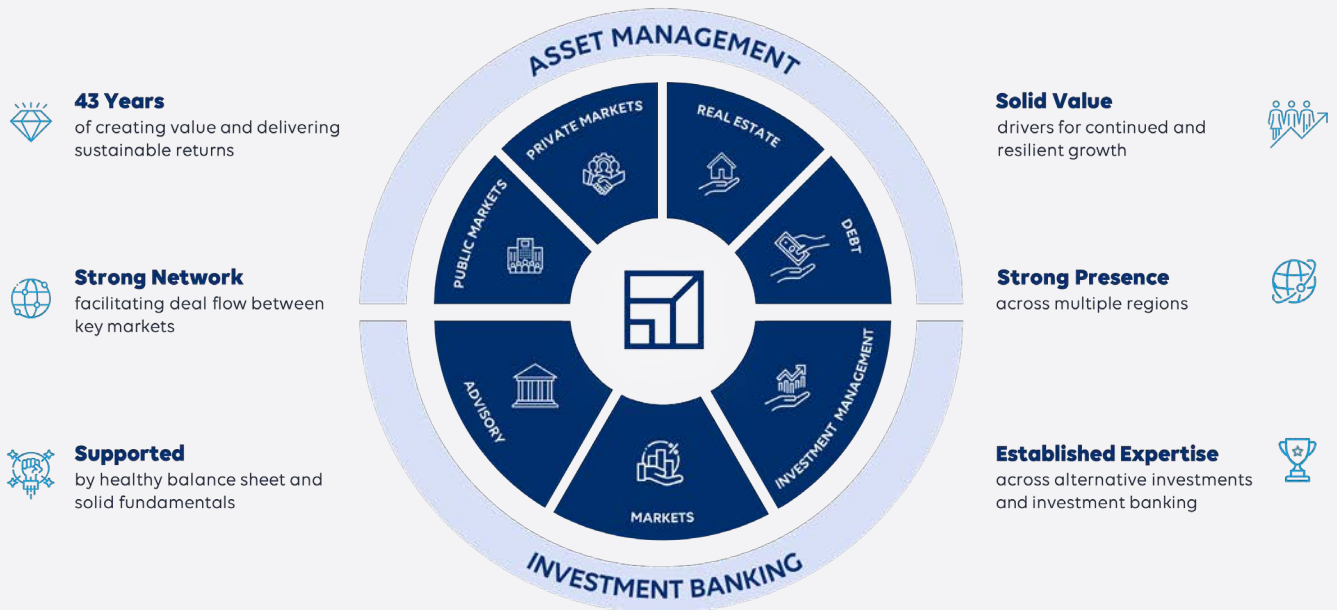 ASSET MANAGEMENT
43 Years
of creating value and delivering
sustainable returns
Strong Network
facilitating deal flow between
key markets
Supported
by healthy balance sheet and
solid fundamentals
PUBLIC MARKETS
PRIVATE MARKETS
REAL ESTATE
DEBT
ADVISORY
MARKETS
INVESTMENT MANAGEMENT
INVESTMENT BANKING
Solid Value
drivers for continued and
resilient growth
Strong Presence
across multiple regions
Established Expertise
across alternative investments
and investment banking